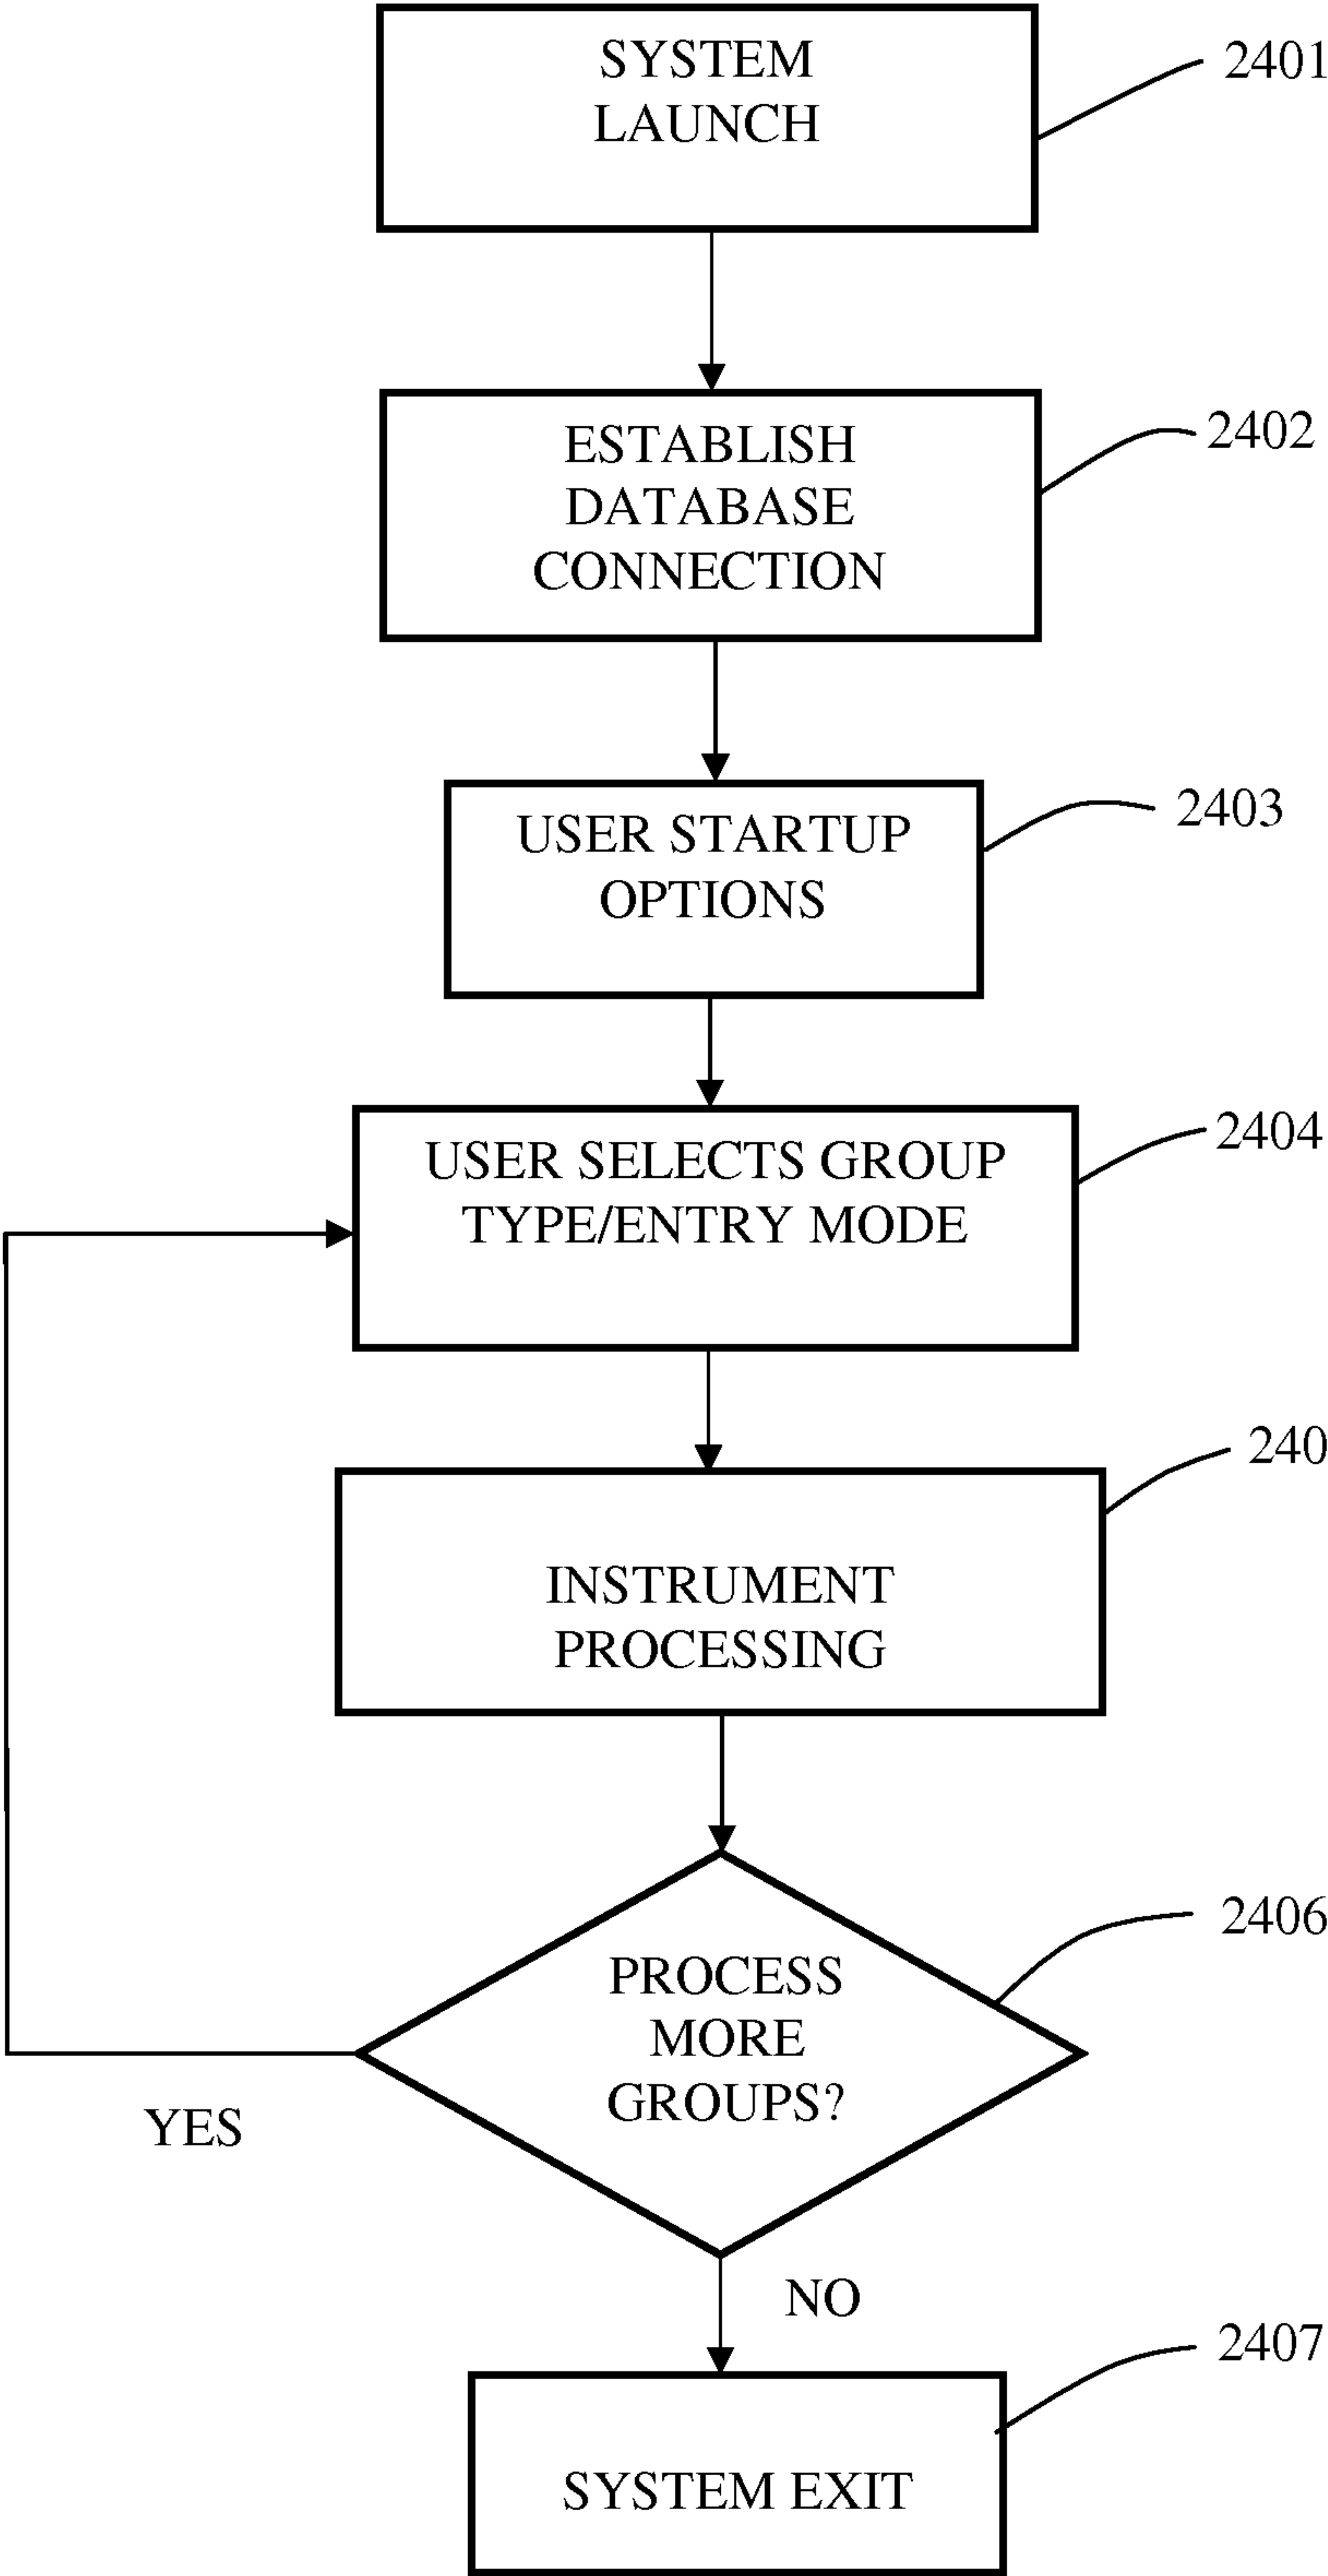 SYSTEM
LAUNCH
2401
ESTABLISH
DATABASE
CONNECTION
2402
USER STARTUP
OPTIONS
2403
USER SELECTS GROUP
TYPE/ENTRY MODE
2404
INSTRUMENT
PROCESSING
240
PROCESS
MORE
GROUPS?
2406
YES
NO
SYSTEM EXIT
2407